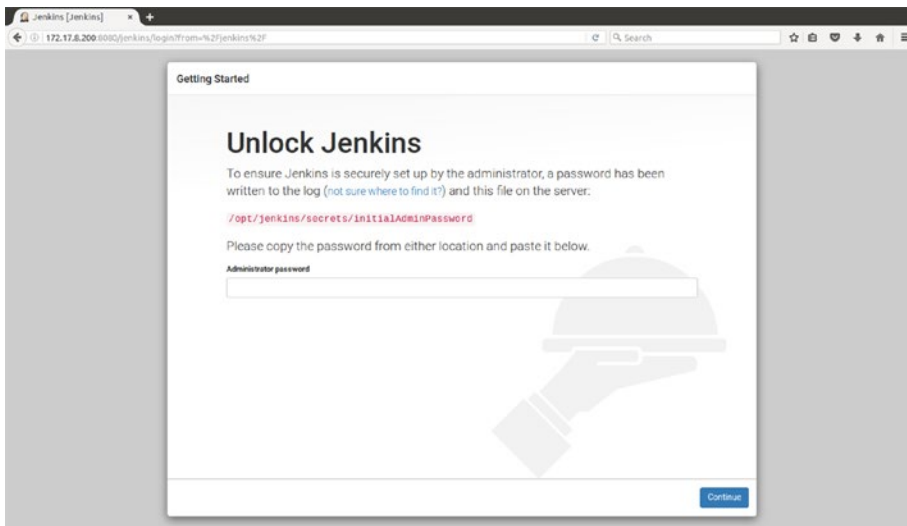 Jenkins [Jenkins]
172.17.8.200:8080/jenkins/login?from=%2Fjenkins%2F
Search
Getting Started
Unlock Jenkins
To ensure Jenkins is securely set up by the administrator, a password has been
written to the log (not sure where to find it?) and this file on the server:
/opt/jenkins/secrets/initialAdminPassword
Please copy the password from either location and paste it below.
Administrator password
Continue